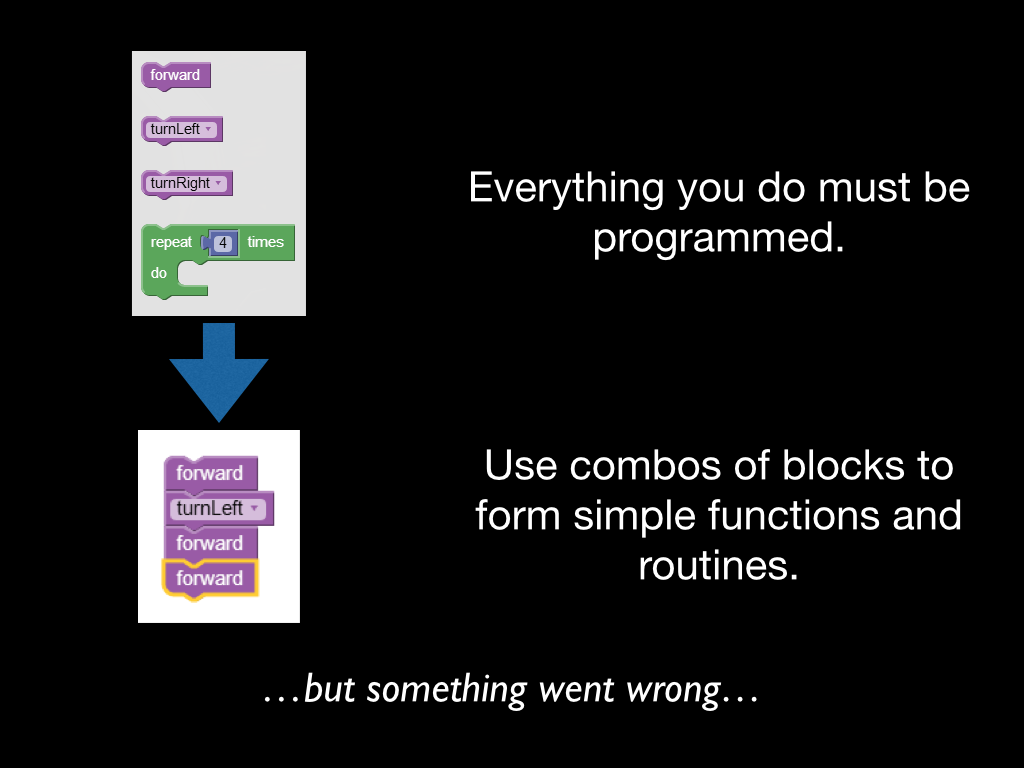 forward
turnLeft
turnRight
repeat 4 times
do
Everything you do must be
programmed.
forward
turnLeft
forward
forward
Use combos of blocks to
form simple functions and
routines.
…but something went wrong…